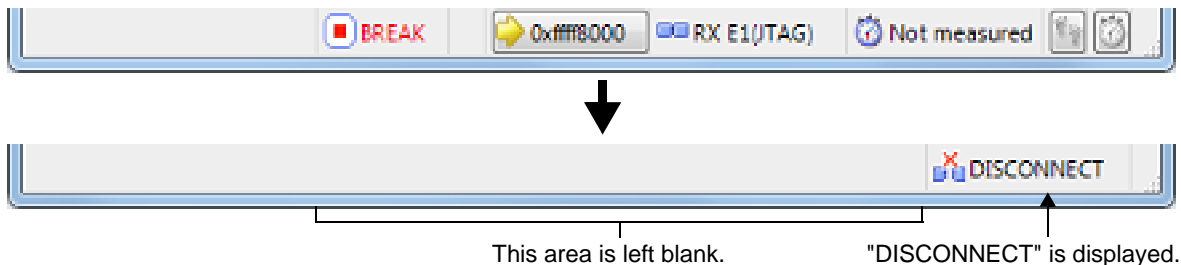 BREAK 0xffff8000 RX E1(JTAG) Not measured
DISCONNECT
This area is left blank. "DISCONNECT" is displayed.